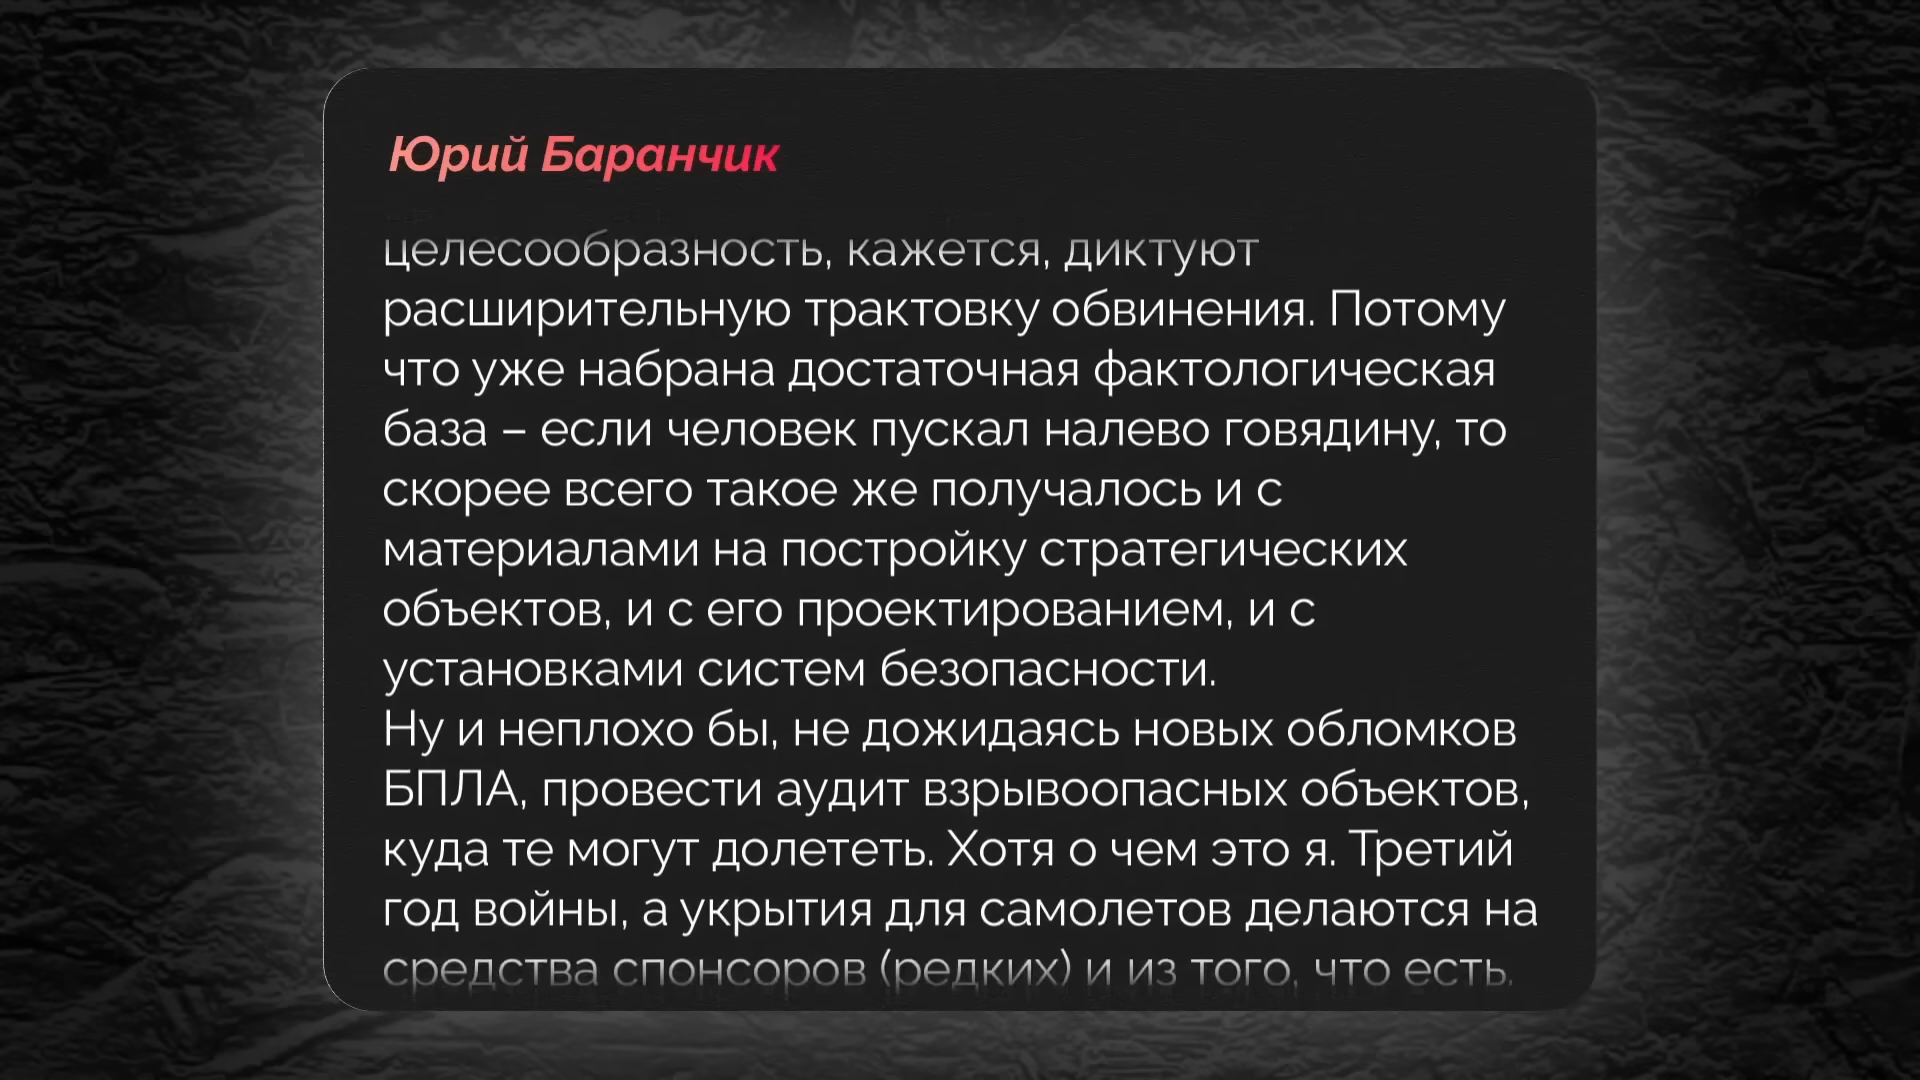 Юрий Баранчик
целесообразность, кажется, диктуют
расширительную трактовку обвинения. Потому
что уже набрана достаточная фактологическая
база – если человек пускал налево говядину, то
скорее всего такое же получалось и с
материалами на постройку стратегических
объектов, и с его проектированием, и с
установками систем безопасности.
Ну и неплохо бы, не дожидаясь новых обломков
БПЛА, провести аудит взрывоопасных объектов,
куда те могут долететь. Хотя о чем это я. Третий
год войны, а укрытия для самолетов делаются на
средства спонсоров (редких) и из того, что есть.